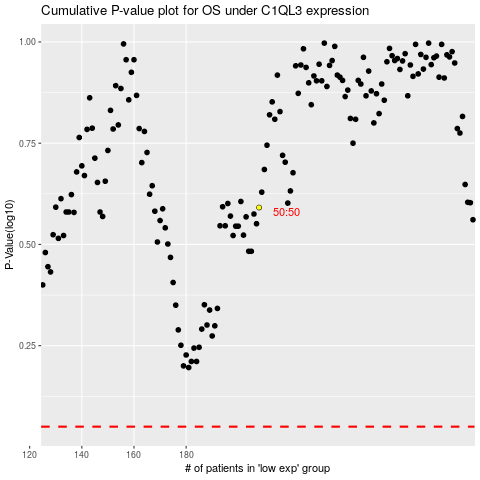 Cumulative P-value plot for OS under C1QL3 expression
P-Value(log10)
1.00
0.75
0.50
0.25
50:50
120 140 160 180
# of patients in 'low exp' group